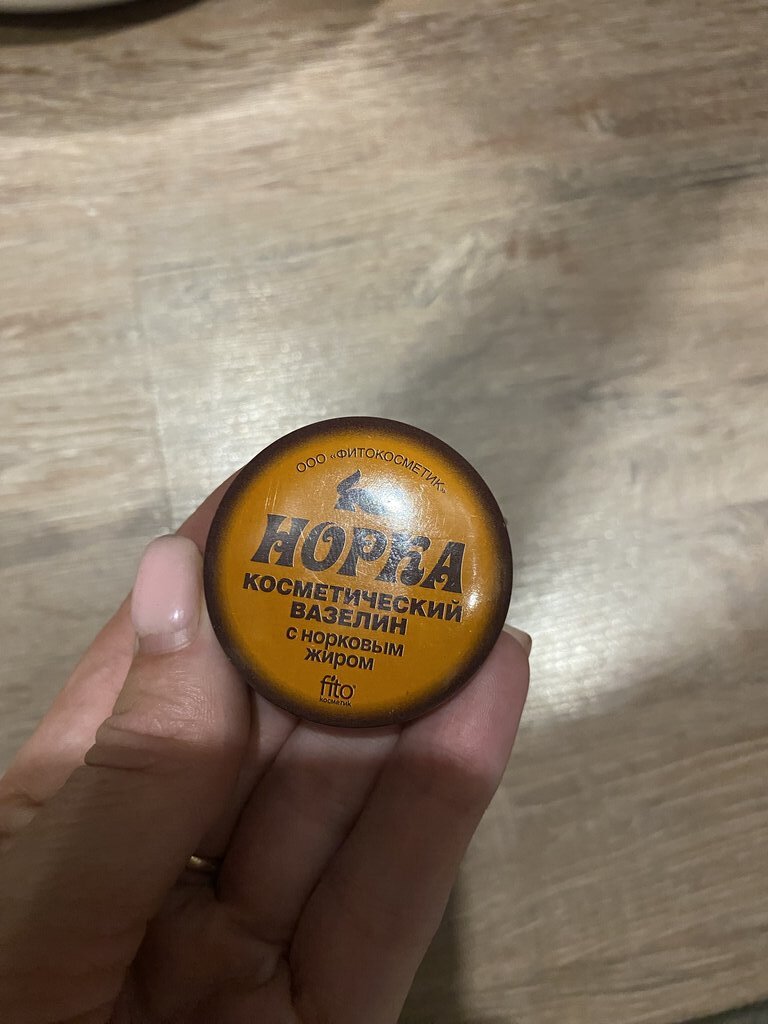 ООО «ФИТОКОСМЕТИК»
НОРКА
КОСМЕТИЧЕСКИЙ
ВАЗЕЛИН
С НОРКОВЫМ
ЖИРОМ
fito
косметик